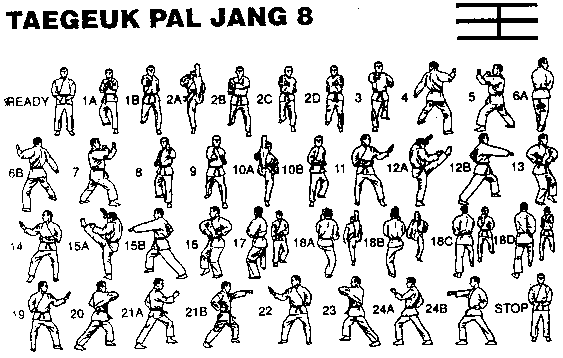 TAEGEUK PAL JANG 8
READY 1A 1B 2A 2B 2C 2D 3 4 5 6A
6B 7 8 9 10A 10B 11 12A 12B 13
14 15A 15B 16 17 18A 18B 18C 18D
19 20 21A 21B 22 23 24A 24B STOP